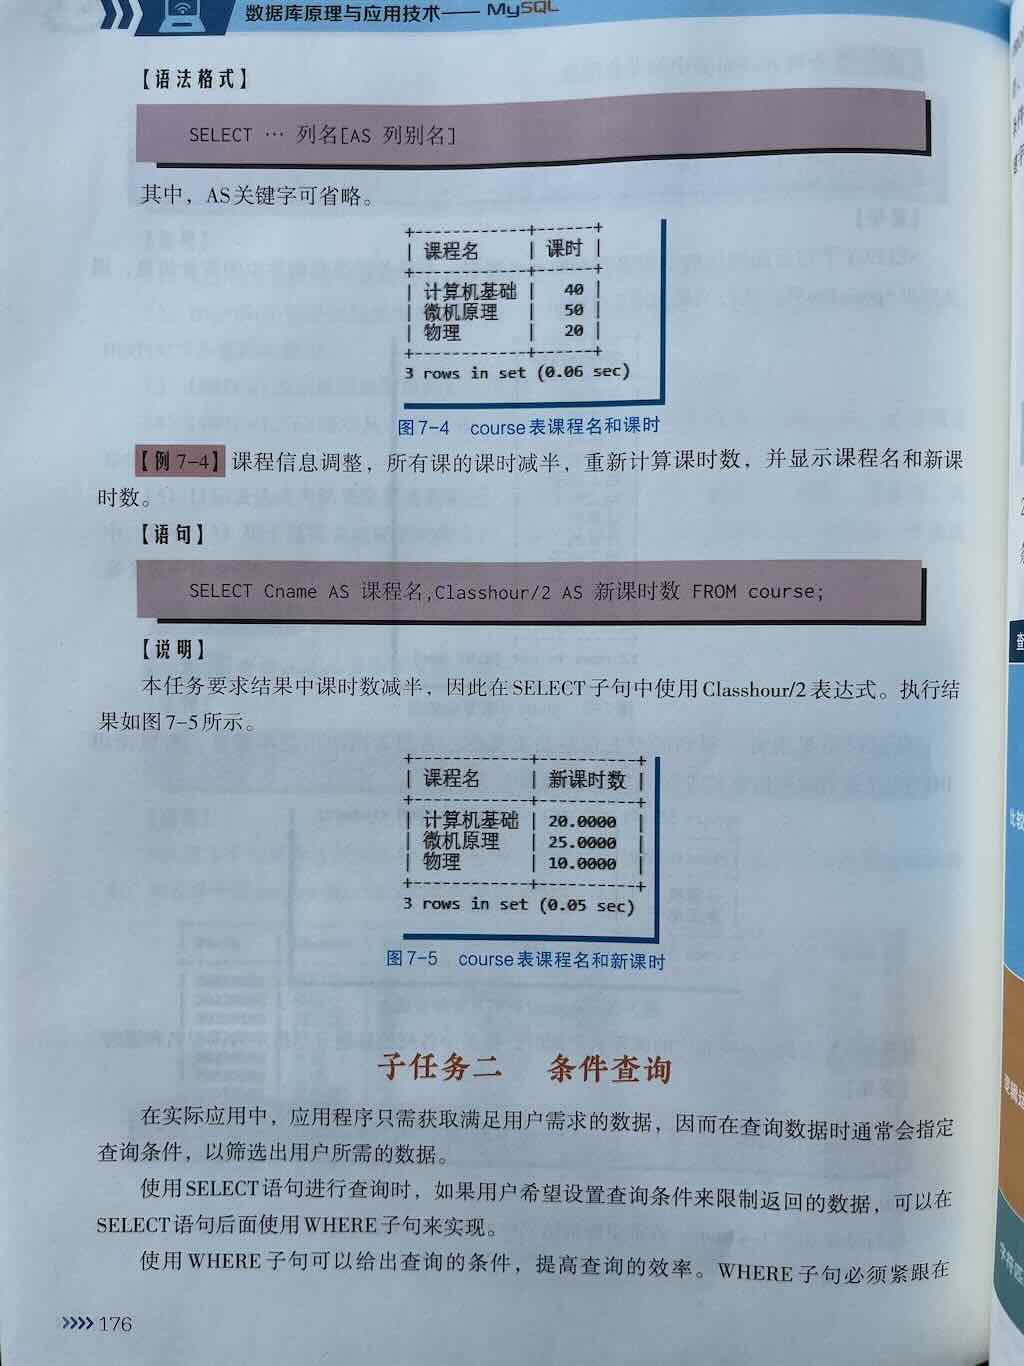 数据库原理与应用技术—— MySQL
【语法格式】
SELECT … 列名[AS 列别名]
其中，AS关键字可省略。
+------------+------+
| 课程名 | 课时 |
+------------+------+
| 计算机基础 | 40 |
| 微机原理 | 50 |
| 物理 | 20 |
+------------+------+
3 rows in set (0.06 sec)
图7-4 course表课程名和课时
【例7-4】课程信息调整，所有课的课时减半，重新计算课时数，并显示课程名和新课
时数。
【语句】
SELECT Cname AS 课程名,Classhour/2 AS 新课时数 FROM course;
【说明】
本任务要求结果中课时数减半，因此在SELECT子句中使用Classhour/2表达式。执行结
果如图7-5所示。
+------------+----------+
| 课程名 | 新课时数 |
+------------+----------+
| 计算机基础 | 20.0000 |
| 微机原理 | 25.0000 |
| 物理 | 10.0000 |
+------------+----------+
3 rows in set (0.05 sec)
图7-5 course表课程名和新课时
子任务二 条件查询
在实际应用中，应用程序只需获取满足用户需求的数据，因而在查询数据时通常会指定
查询条件，以筛选出用户所需的数据。
使用SELECT语句进行查询时，如果用户希望设置查询条件来限制返回的数据，可以在
SELECT语句后面使用WHERE子句来实现。
使用WHERE子句可以给出查询的条件，提高查询的效率。WHERE子句必须紧跟在
>>>> 176